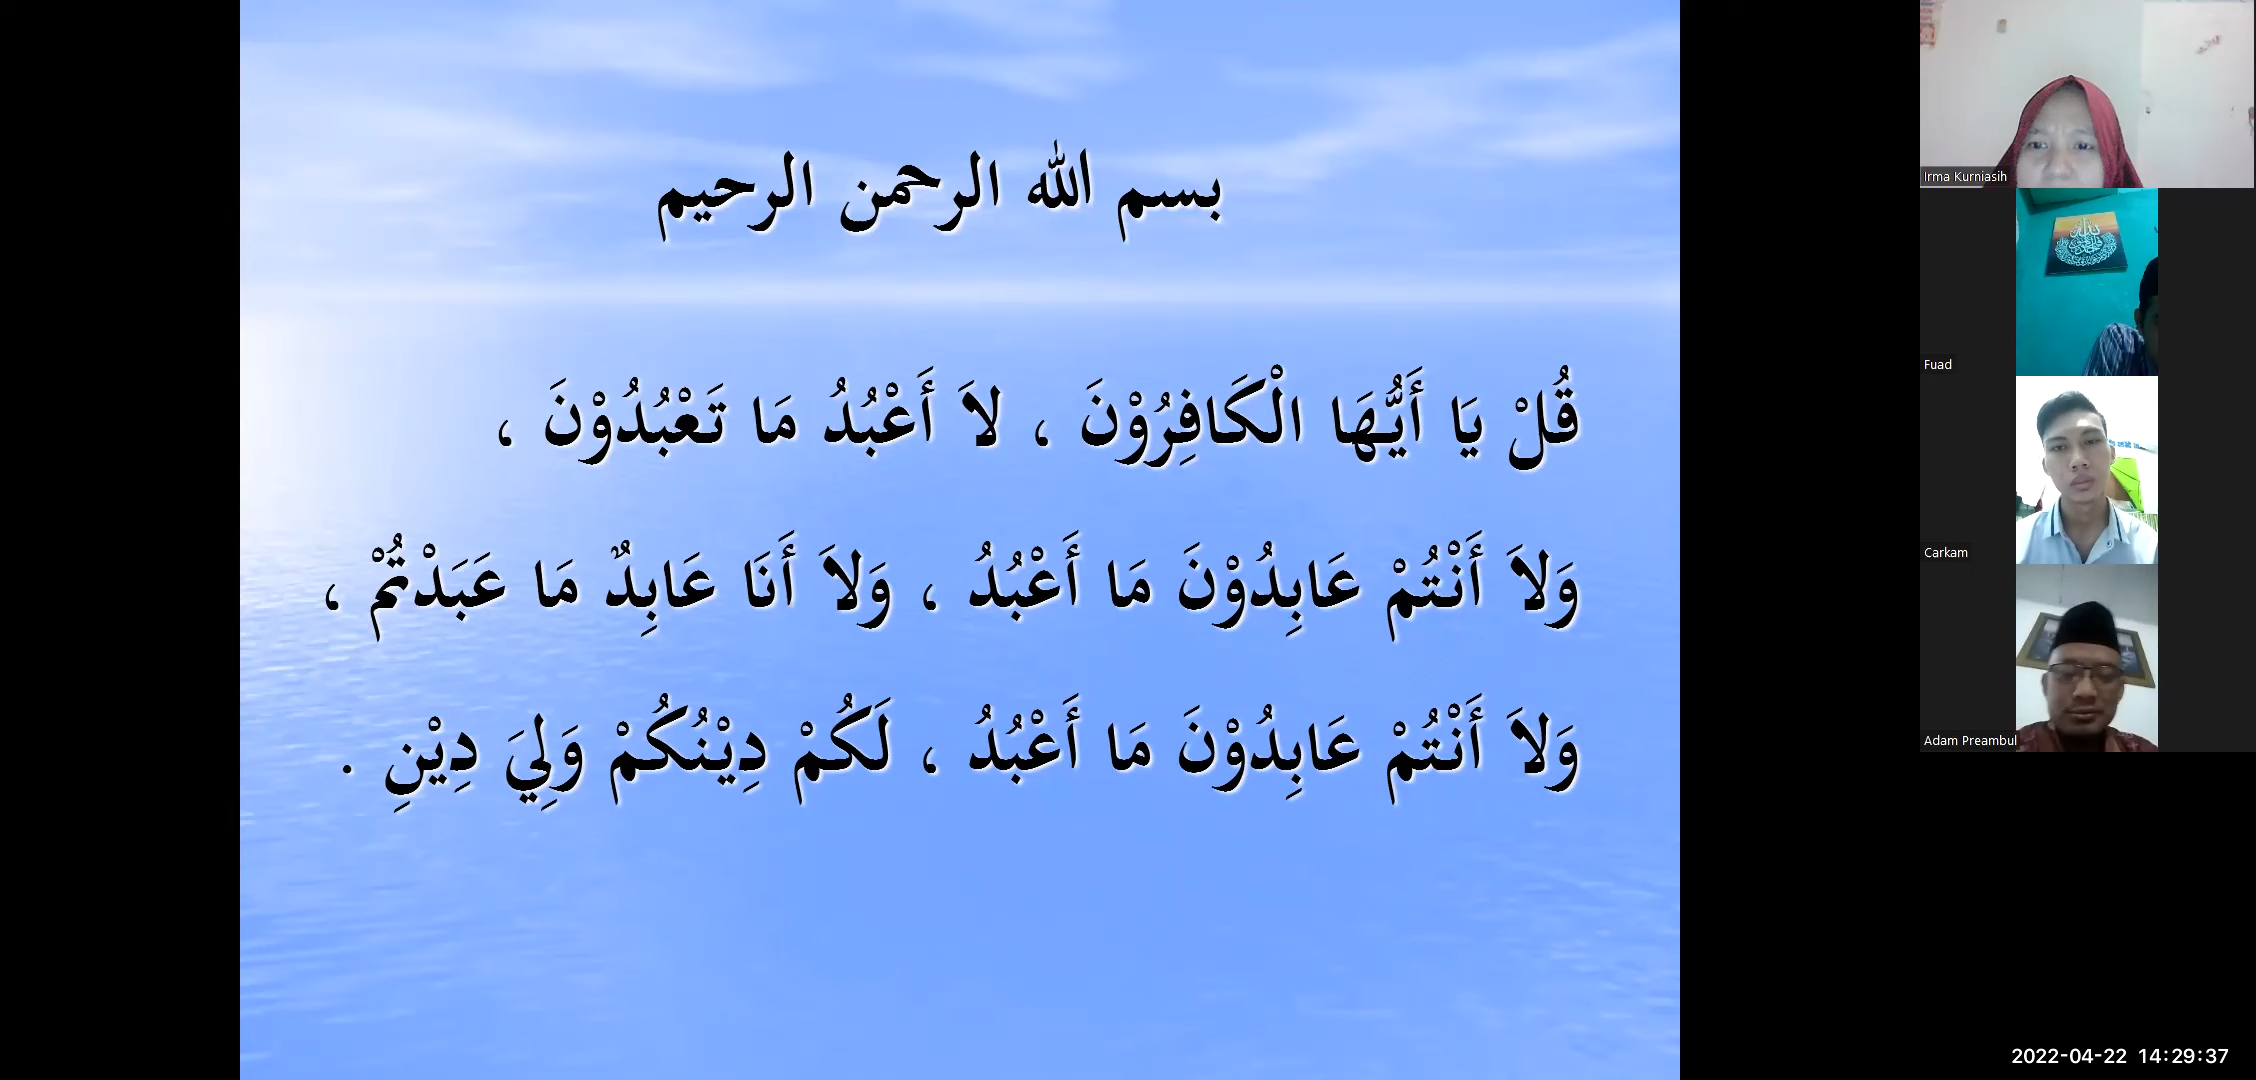 بسم الله الرحمن الرحيم
قُلْ يَا أَيُّهَا الْكَافِرُوْنَ ، لاَ أَعْبُدُ مَا تَعْبُدُوْنَ ،
وَلاَ أَنْتُمْ عَابِدُوْنَ مَا أَعْبُدُ ، وَلاَ أَنَا عَابِدٌ مَا عَبَدْتُمْ ،
وَلاَ أَنْتُمْ عَابِدُوْنَ مَا أَعْبُدُ ، لَكُمْ دِيْنُكُمْ وَلِيَ دِيْنِ .
Irma Kurniasih
Fuad
Carkam
Adam Preambul
2022-04-22 14:29:37